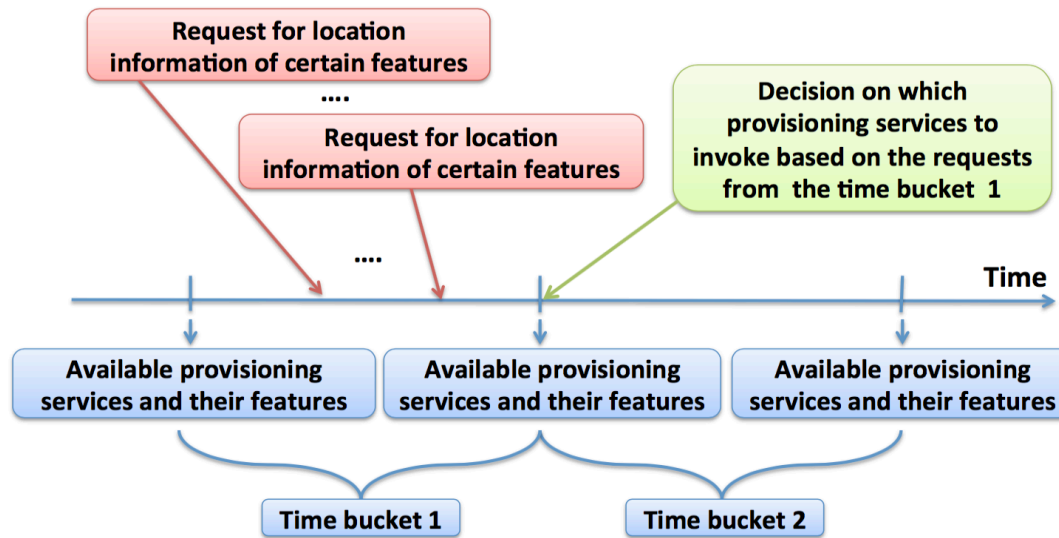 Request for location
information of certain features
....
Request for location
information of certain features
....
Decision on which
provisioning services to
invoke based on the requests
from the time bucket 1
Time
Available provisioning
services and their features
Available provisioning
services and their features
Available provisioning
services and their features
Time bucket 1
Time bucket 2